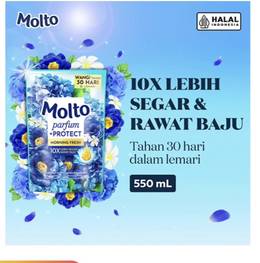 Molto
HALAL
INDONESIA
WANGI
30 HARI
Molto
parfum
+PROTECT
MORNING FRESH
10X
10X LEBIH
SEGAR &
RAWAT BAJU
Tahan 30 hari
dalam lemari
550 mL